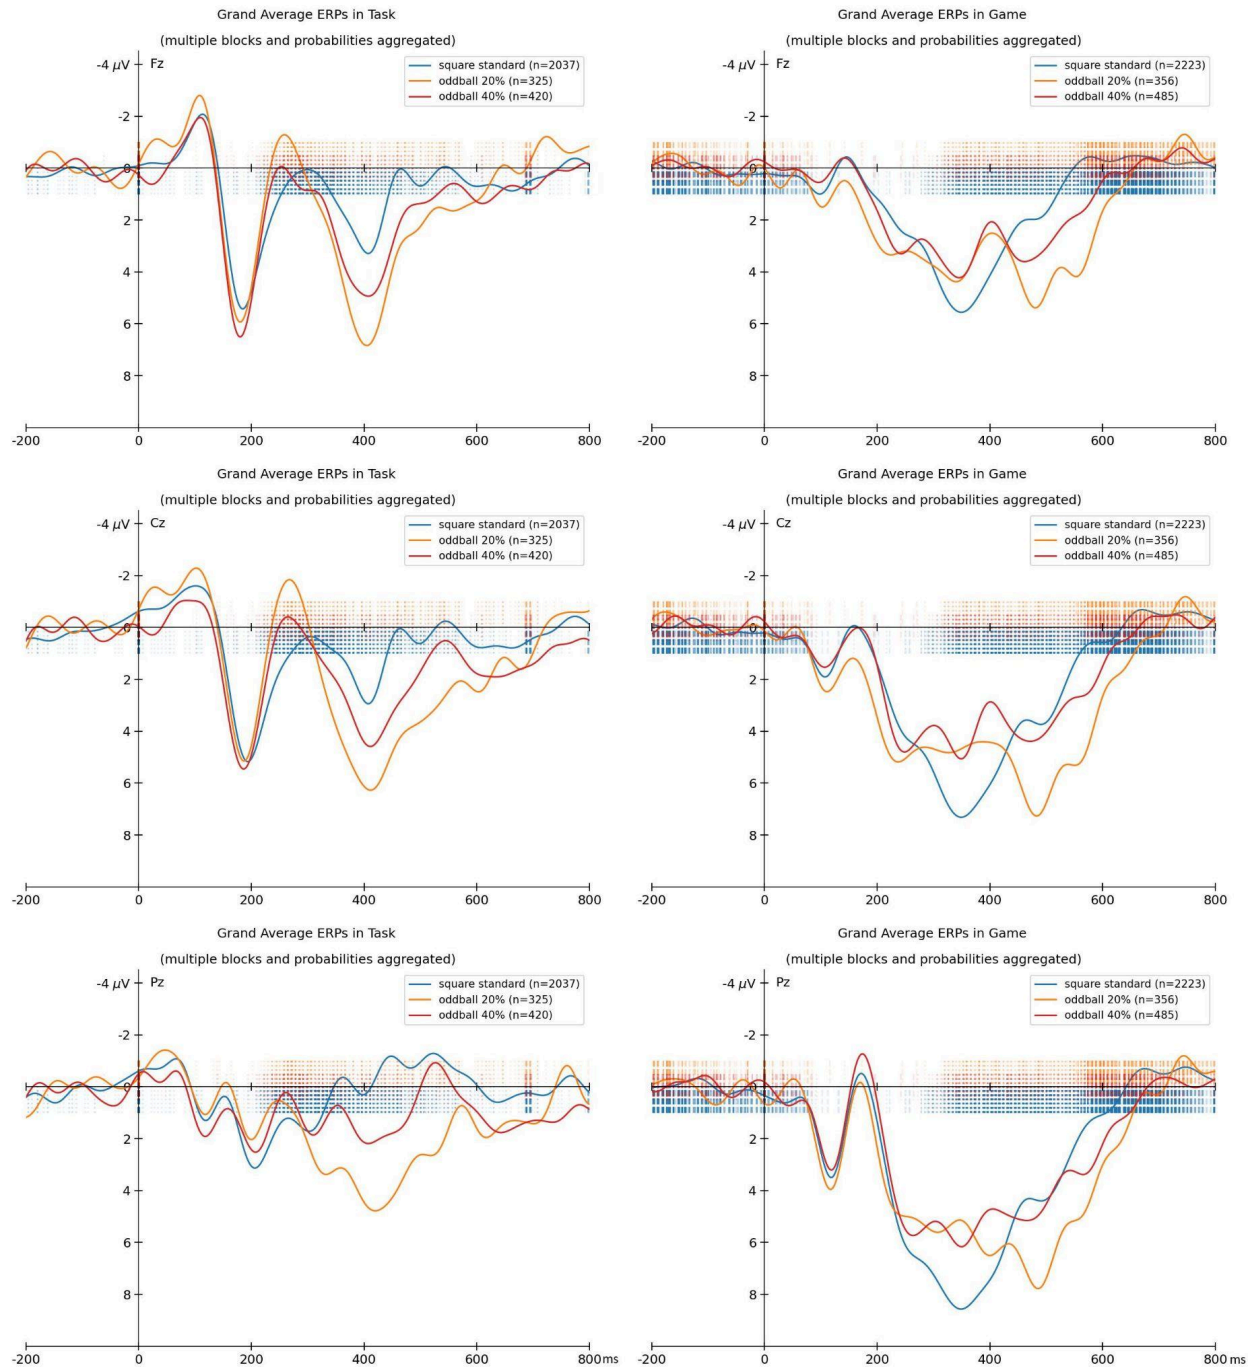 Grand Average ERPs in Task
(multiple blocks and probabilities aggregated)
-4 μV Fz
square standard (n=2037)
oddball 20% (n=325)
oddball 40% (n=420)
-2
0
2
4
6
8
-200 0 200 400 600 800
Grand Average ERPs in Game
(multiple blocks and probabilities aggregated)
-4 μV Fz
square standard (n=2223)
oddball 20% (n=356)
oddball 40% (n=485)
-2
0
2
4
6
8
-200 0 200 400 600 800
Grand Average ERPs in Task
(multiple blocks and probabilities aggregated)
-4 μV Cz
square standard (n=2037)
oddball 20% (n=325)
oddball 40% (n=420)
-2
0
2
4
6
8
-200 0 200 400 600 800
Grand Average ERPs in Game
(multiple blocks and probabilities aggregated)
-4 μV Cz
square standard (n=2223)
oddball 20% (n=356)
oddball 40% (n=485)
-2
0
2
4
6
8
-200 0 200 400 600 800
Grand Average ERPs in Task
(multiple blocks and probabilities aggregated)
-4 μV Pz
square standard (n=2037)
oddball 20% (n=325)
oddball 40% (n=420)
-2
0
2
4
6
8
-200 0 200 400 600 800 ms
Grand Average ERPs in Game
(multiple blocks and probabilities aggregated)
-4 μV Pz
square standard (n=2223)
oddball 20% (n=356)
oddball 40% (n=485)
-2
0
2
4
6
8
-200 0 200 400 600 800 ms